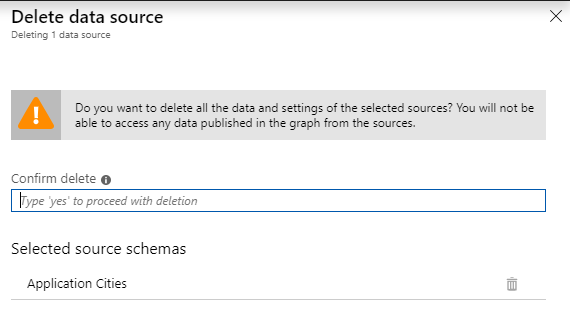 Delete data source
Deleting 1 data source
Do you want to delete all the data and settings of the selected sources? You will not be
able to access any data published in the graph from the sources.
Confirm delete
Type 'yes' to proceed with deletion
Selected source schemas
Application Cities